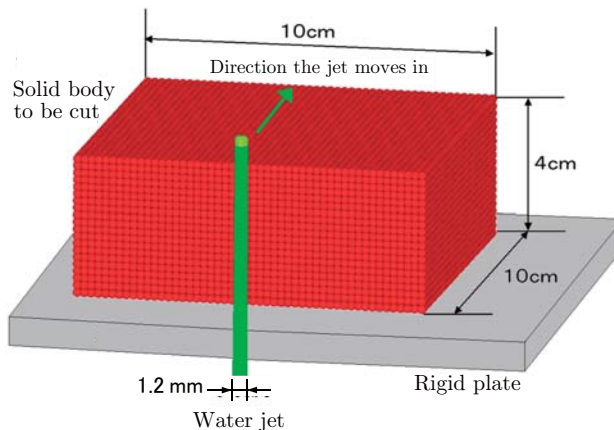 10cm
Direction the jet moves in
Solid body
to be cut
4cm
10cm
1.2 mm
Rigid plate
Water jet